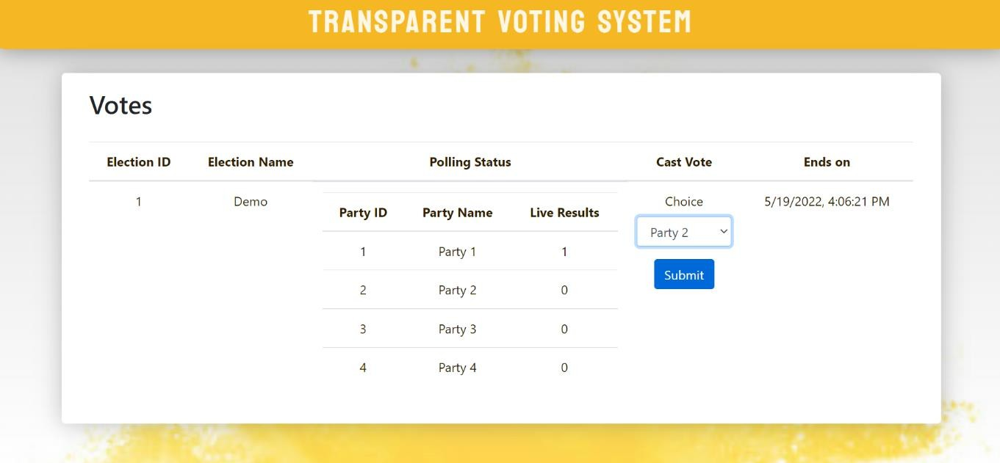 TRANSPARENT VOTING SYSTEM
Votes
Election ID Election Name Polling Status Cast Vote Ends on
1 Demo Choice 5/19/2022, 4:06:21 PM
Party ID Party Name Live Results
Party 2
1 Party 1 1
Submit
2 Party 2 0
3 Party 3 0
4 Party 4 0